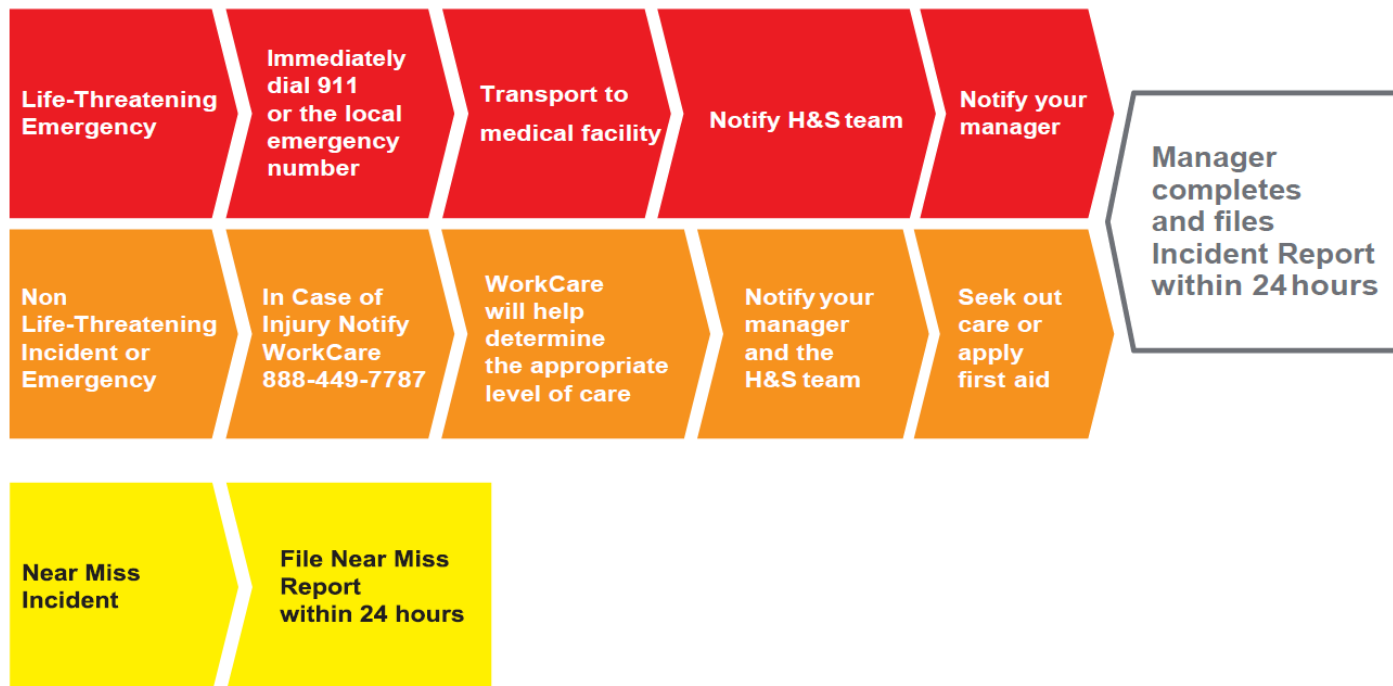 Life-Threatening
Emergency
Immediately
dial 911
or the local
emergency
number
Transport to
medical facility
Notify H&S team
Notify your
manager
Manager
completes
and files
Incident Report
within 24 hours
Non
Life-Threatening
Incident or
Emergency
In Case of
Injury Notify
WorkCare
888-449-7787
WorkCare
will help
determine
the appropriate
level of care
Notify your
manager
and the
H&S team
Seek out
care or
apply
first aid
Near Miss
Incident
File Near Miss
Report
within 24 hours